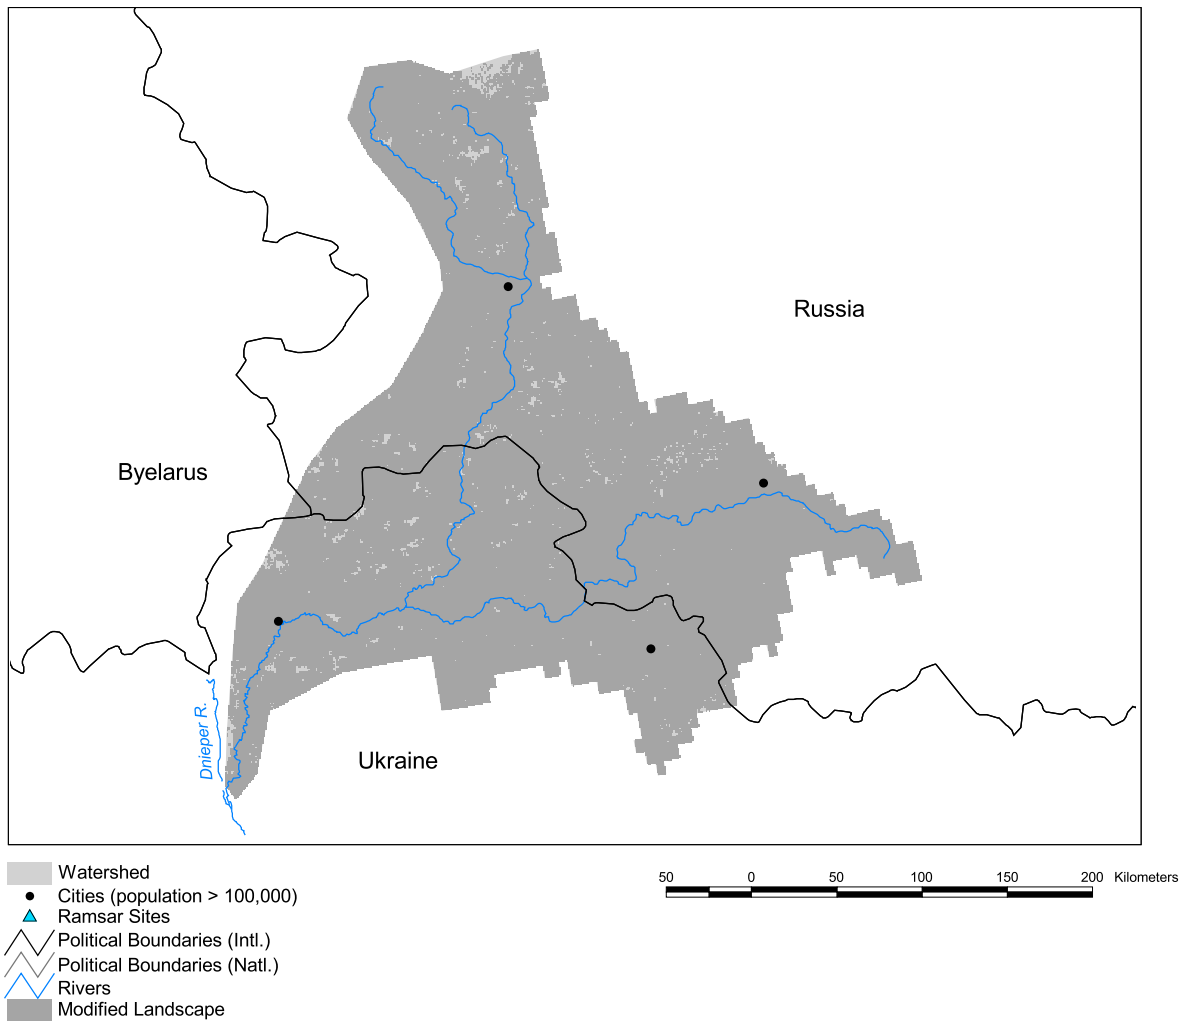 Russia
Byelarus
Dnieper R.
Ukraine
Watershed
Cities (population > 100,000)
Ramsar Sites
Political Boundaries (Intl.)
Political Boundaries (Natl.)
Rivers
Modified Landscape
50 0 50 100 150 200 Kilometers